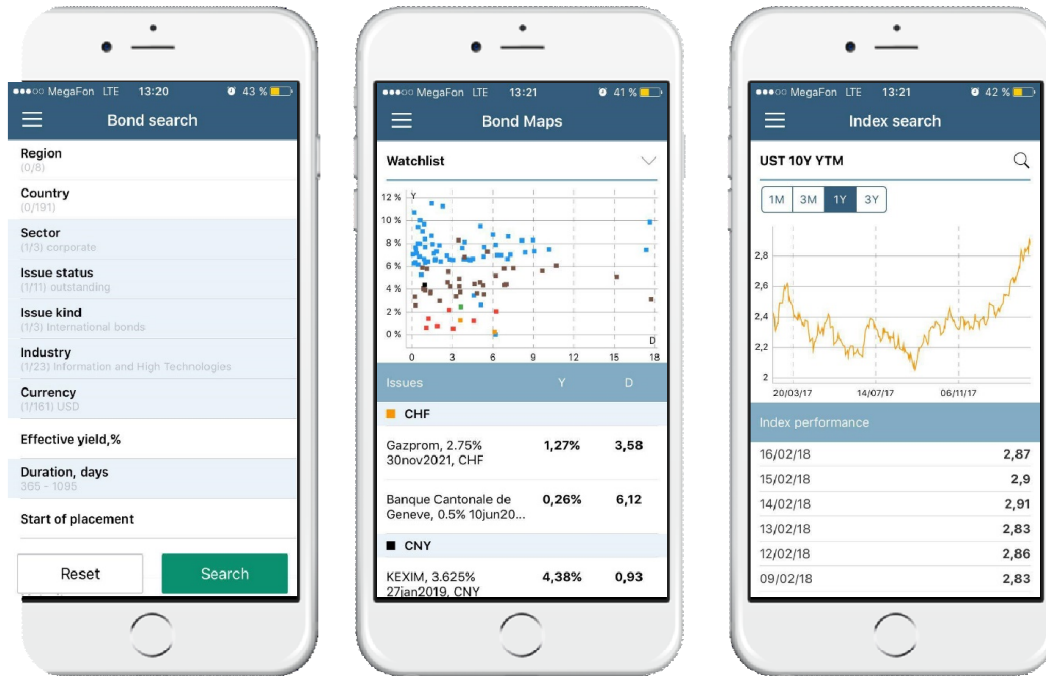 MegaFon LTE 13:20 43 %
Bond search
Region
(0/8)
Country
(0/191)
Sector
(1/3) corporate
Issue status
(1/11) outstanding
Issue kind
(1/3) International bonds
Industry
(1/23) Information and High Technologies
Currency
(1/161) USD
Effective yield,%
Duration, days
365 – 1095
Start of placement
Reset Search
MegaFon LTE 13:21 41 %
Bond Maps
Watchlist
Y
12 %
10 %
8 %
6 %
4 %
2 %
0 %
D
0 3 6 9 12 15 18
Issues Y D
CHF
Gazprom, 2.75% 1,27% 3,58
30nov2021, CHF
Banque Cantonale de 0,26% 6,12
Geneve, 0.5% 10jun20...
CNY
KEXIM, 3.625% 4,38% 0,93
27jan2019, CNY
MegaFon LTE 13:21 42 %
Index search
UST 10Y YTM
1M 3M 1Y 3Y
2,8
2,6
2,4
2,2
2
20/03/17 14/07/17 06/11/17
Index performance
16/02/18 2,87
15/02/18 2,9
14/02/18 2,91
13/02/18 2,83
12/02/18 2,86
09/02/18 2,83